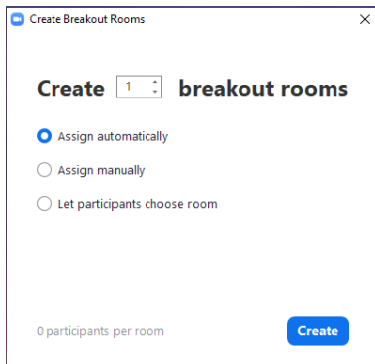 Create Breakout Rooms
Create 1 breakout rooms
Assign automatically
Assign manually
Let participants choose room
0 participants per room
Create